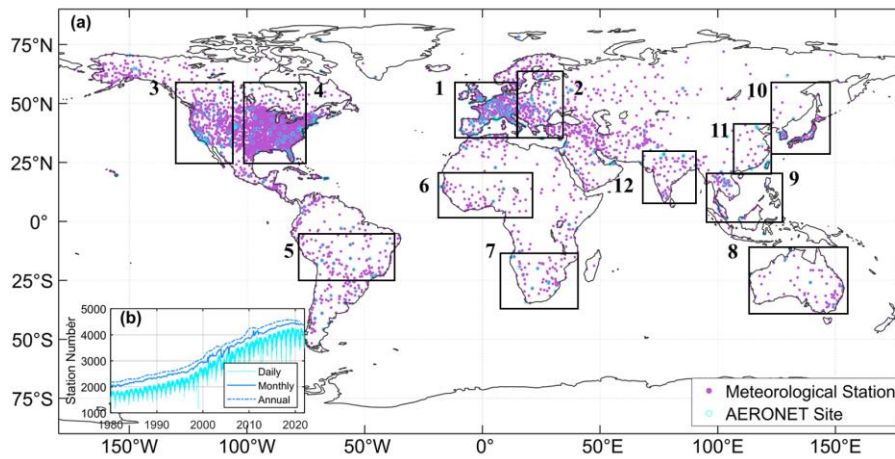 (a)
75°N
50°N
25°N
0°
25°S
50°S
75°S
3
4
1
2
10
11
6
12
9
5
7
8
(b)
Station Number
5000
4000
3000
2000
1000
1980
1990
2000
2010
2020
Daily
Monthly
Annual
Meteorological Station
AERONET Site
150°W
100°W
50°W
0°
50°E
100°E
150°E